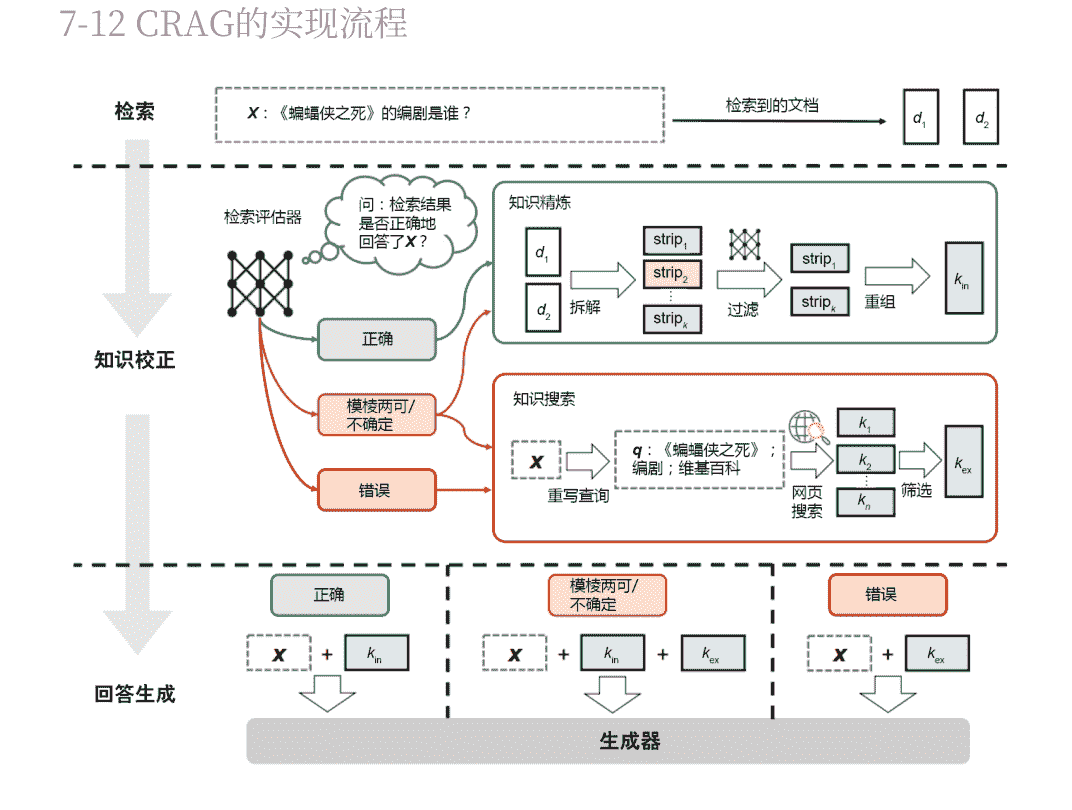 7-12 CRAG的实现流程
检索
X：《蝙蝠侠之死》的编剧是谁？
检索到的文档
d1
d2
检索评估器
问：检索结果
是否正确地
回答了X？
知识精炼
d1
d2
拆解
strip1
strip2
⋮
stripk
过滤
strip1
stripk
重组
kin
正确
知识校正
模棱两可/
不确定
错误
知识搜索
X
重写查询
q：《蝙蝠侠之死》；
编剧；维基百科
网页
搜索
k1
k2
⋮
kn
筛选
kex
正确
模棱两可/
不确定
错误
X + kin
X + kin + kex
X + kex
回答生成
生成器